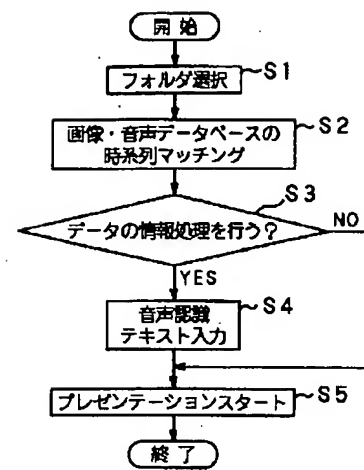 開始
フォルダ選択
S1
画像・音声データベースの
時系列マッチング
S2
データの情報処理を行う？
S3
NO
YES
音声認識
テキスト入力
S4
プレゼンテーションスタート
S5
終了